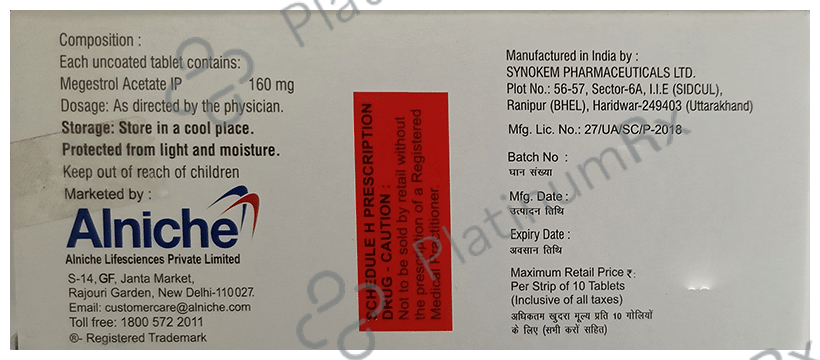 Composition :
Each uncoated tablet contains:
Megestrol Acetate IP 160 mg
Dosage: As directed by the physician.
Storage: Store in a cool place.
Protected from light and moisture.
Keep out of reach of children
Marketed by :
Alniche
Alniche Lifesciences Private Limited
S-14, GF, Janta Market,
Rajouri Garden, New Delhi-110027.
Email: customercare@alniche.com
Toll free: 1800 572 2011
®- Registered Trademark
SCHEDULE H PRESCRIPTION
DRUG - CAUTION :
Not to be sold by retail without
the prescription of a Registered
Medical Practitioner.
Manufactured in India by :
SYNOKEM PHARMACEUTICALS LTD.
Plot No.: 56-57, Sector-6A, I.I.E (SIDCUL),
Ranipur (BHEL), Haridwar-249403 (Uttarakhand)
Mfg. Lic. No.: 27/UA/SC/P-2018
Batch No :
घान संख्या
Mfg. Date :
उत्पादन तिथि
Expiry Date :
अवसान तिथि
Maximum Retail Price ₹:
Per Strip of 10 Tablets
(Inclusive of all taxes)
अधिकतम खुदरा मूल्य प्रति 10 गोलियों
के लिए (सभी करों सहित)
PlatinumRx
PlatinumRx
PlatinumRx